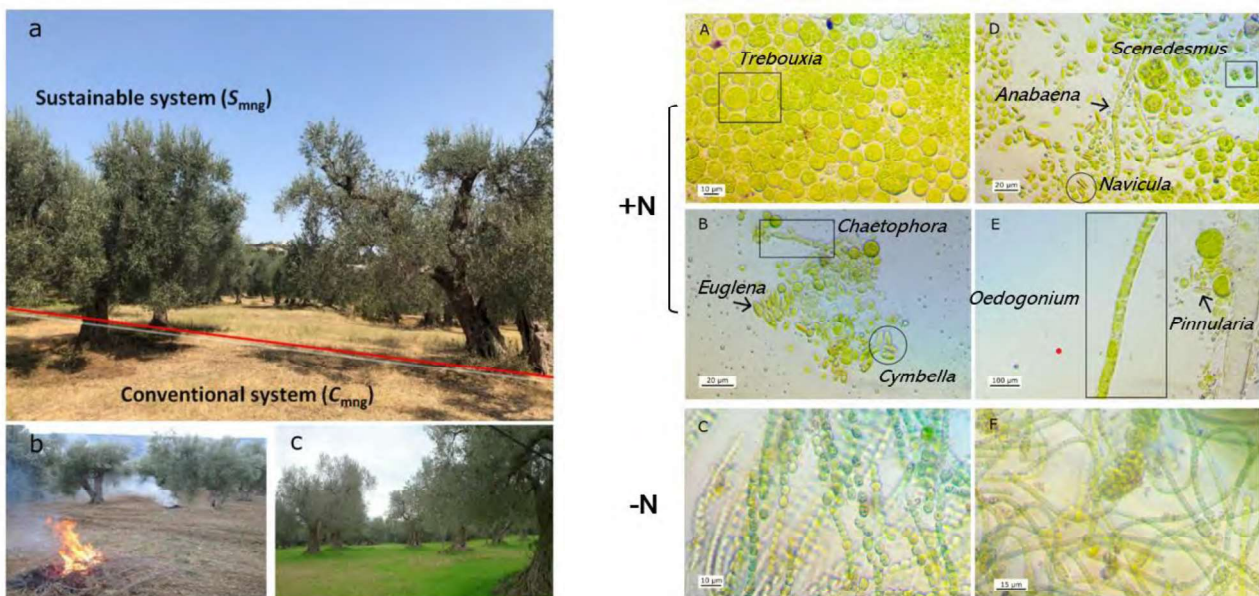 a
Sustainable system (Smng)
Conventional system (Cmng)
b
c
+N
-N
A
Trebouxia
10 µm
D
Scenedesmus
Anabaena
Navicula
20 µm
B
Chaetophora
Euglena
Cymbella
20 µm
E
Oedogonium
Pinnularia
100 µm
C
10 µm
F
15 µm